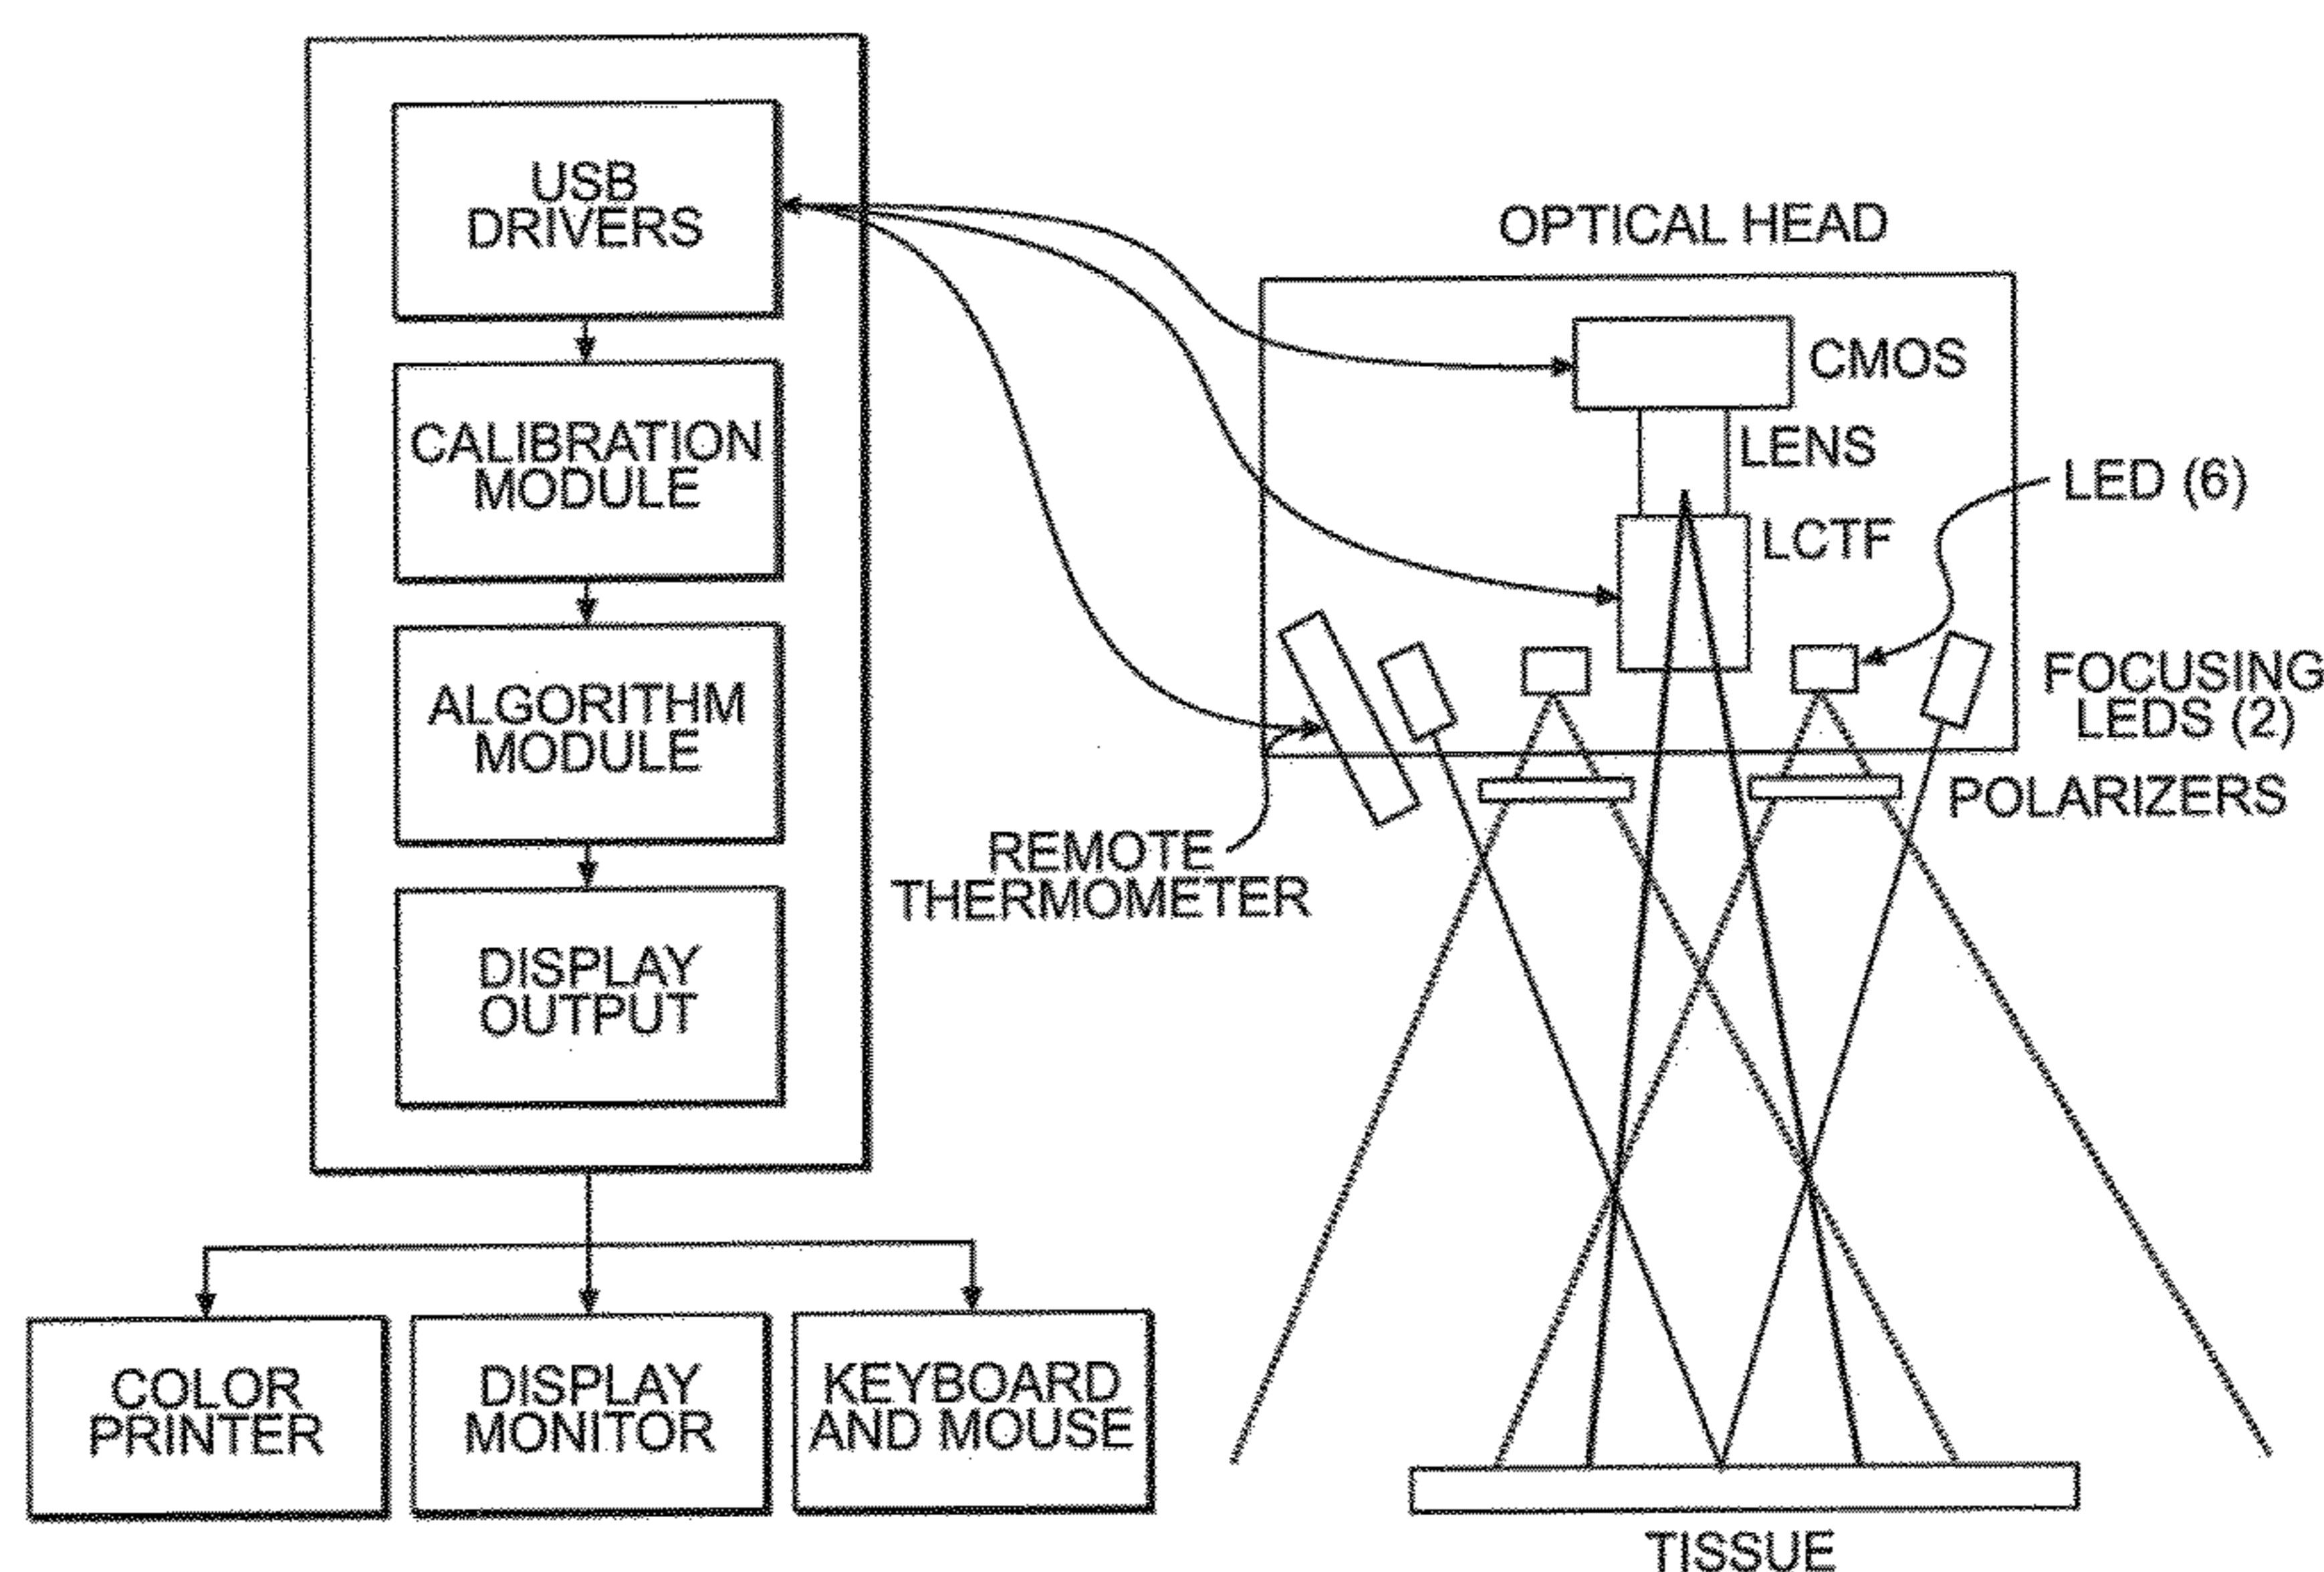 USB
DRIVERS
CALIBRATION
MODULE
ALGORITHM
MODULE
DISPLAY
OUTPUT
COLOR
PRINTER
DISPLAY
MONITOR
KEYBOARD
AND MOUSE
OPTICAL HEAD
CMOS
LENS
LCTF
LED (6)
FOCUSING
LEDS (2)
POLARIZERS
REMOTE
THERMOMETER
TISSUE